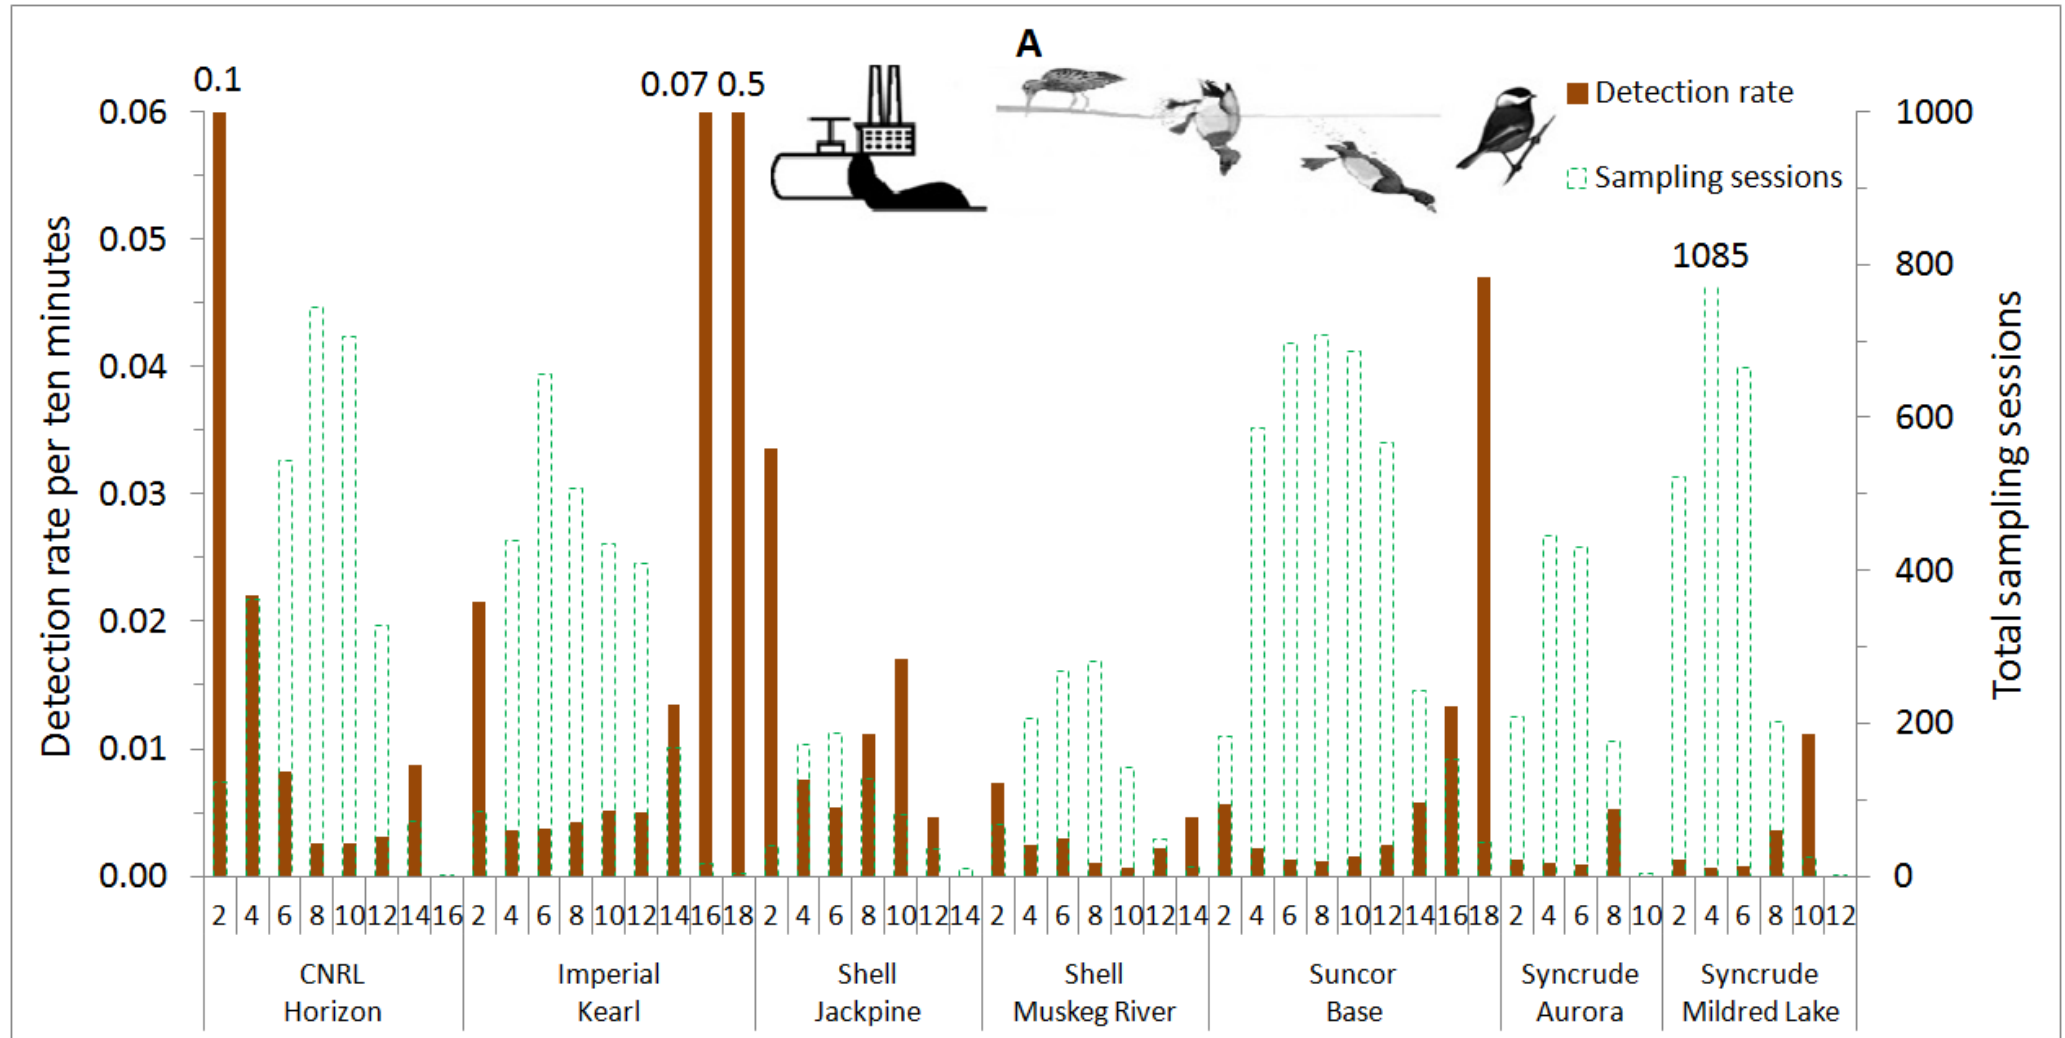 A
0.1
0.07 0.5
Detection rate
Sampling sessions
1085
Detection rate per ten minutes
0.06
0.05
0.04
0.03
0.02
0.01
0.00
1000
800
600
400
200
0
Total sampling sessions
2 4 6 8 10 12 14 16 2 4 6 8 10 12 14 16 18 2 4 6 8 10 12 14 2 4 6 8 10 12 14 2 4 6 8 10 12 14 16 18 2 4 6 8 10 2 4 6 8 10 12
CNRL
Horizon
Imperial
Kearl
Shell
Jackpine
Shell
Muskeg River
Suncor
Base
Syncrude
Aurora
Syncrude
Mildred Lake